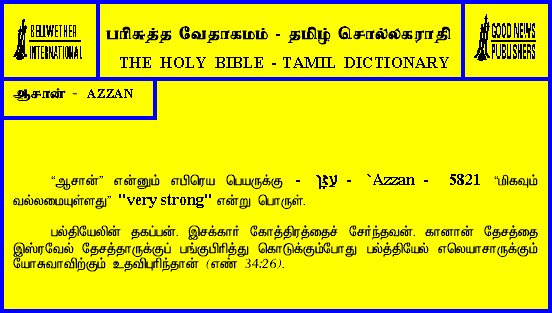 BELLWETHER
INTERNATIONAL
பரிசுத்த வேதாகமம் - தமிழ் சொல்லகராதி
THE HOLY BIBLE - TAMIL DICTIONARY
GOOD NEWS
PUBLISHERS
ஆசான் - AZZAN
“ஆசான்” என்னும் எபிரெய பெயருக்கு - עַזָּן - `Azzan - 5821 “மிகவும்
வல்லமையுள்ளது” "very strong" என்று பொருள்.
பல்தியேலின் தகப்பன். இசக்கார் கோத்திரத்தைச் சேர்ந்தவன். கானான் தேசத்தை
இஸ்ரவேல் தேசத்தாருக்குப் பங்குபிரித்து கொடுக்கும்போது பல்த்தியேல் எலெயாசாருக்கும்
யோசுவாவிற்கும் உதவிபுரிந்தான் (எண் 34:26).